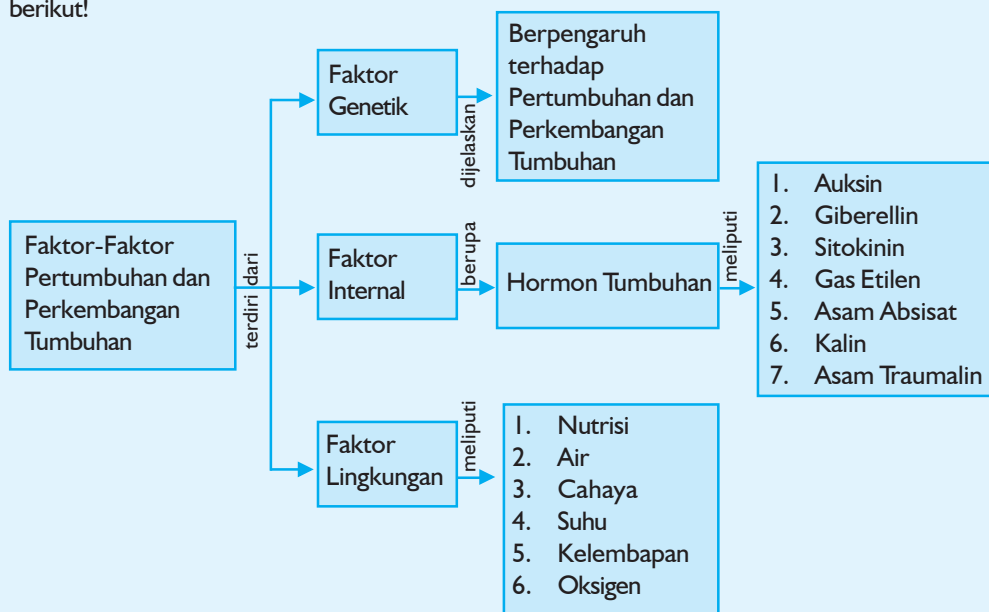 berikut!
Faktor-Faktor
Pertumbuhan dan
Perkembangan
Tumbuhan
terdiri dari
Faktor
Genetik
dijelaskan
Berpengaruh
terhadap
Pertumbuhan dan
Perkembangan
Tumbuhan
Faktor
Internal
berupa
Hormon Tumbuhan
meliputi
1. Auksin
2. Giberellin
3. Sitokinin
4. Gas Etilen
5. Asam Absisat
6. Kalin
7. Asam Traumalin
Faktor
Lingkungan
meliputi
1. Nutrisi
2. Air
3. Cahaya
4. Suhu
5. Kelembapan
6. Oksigen